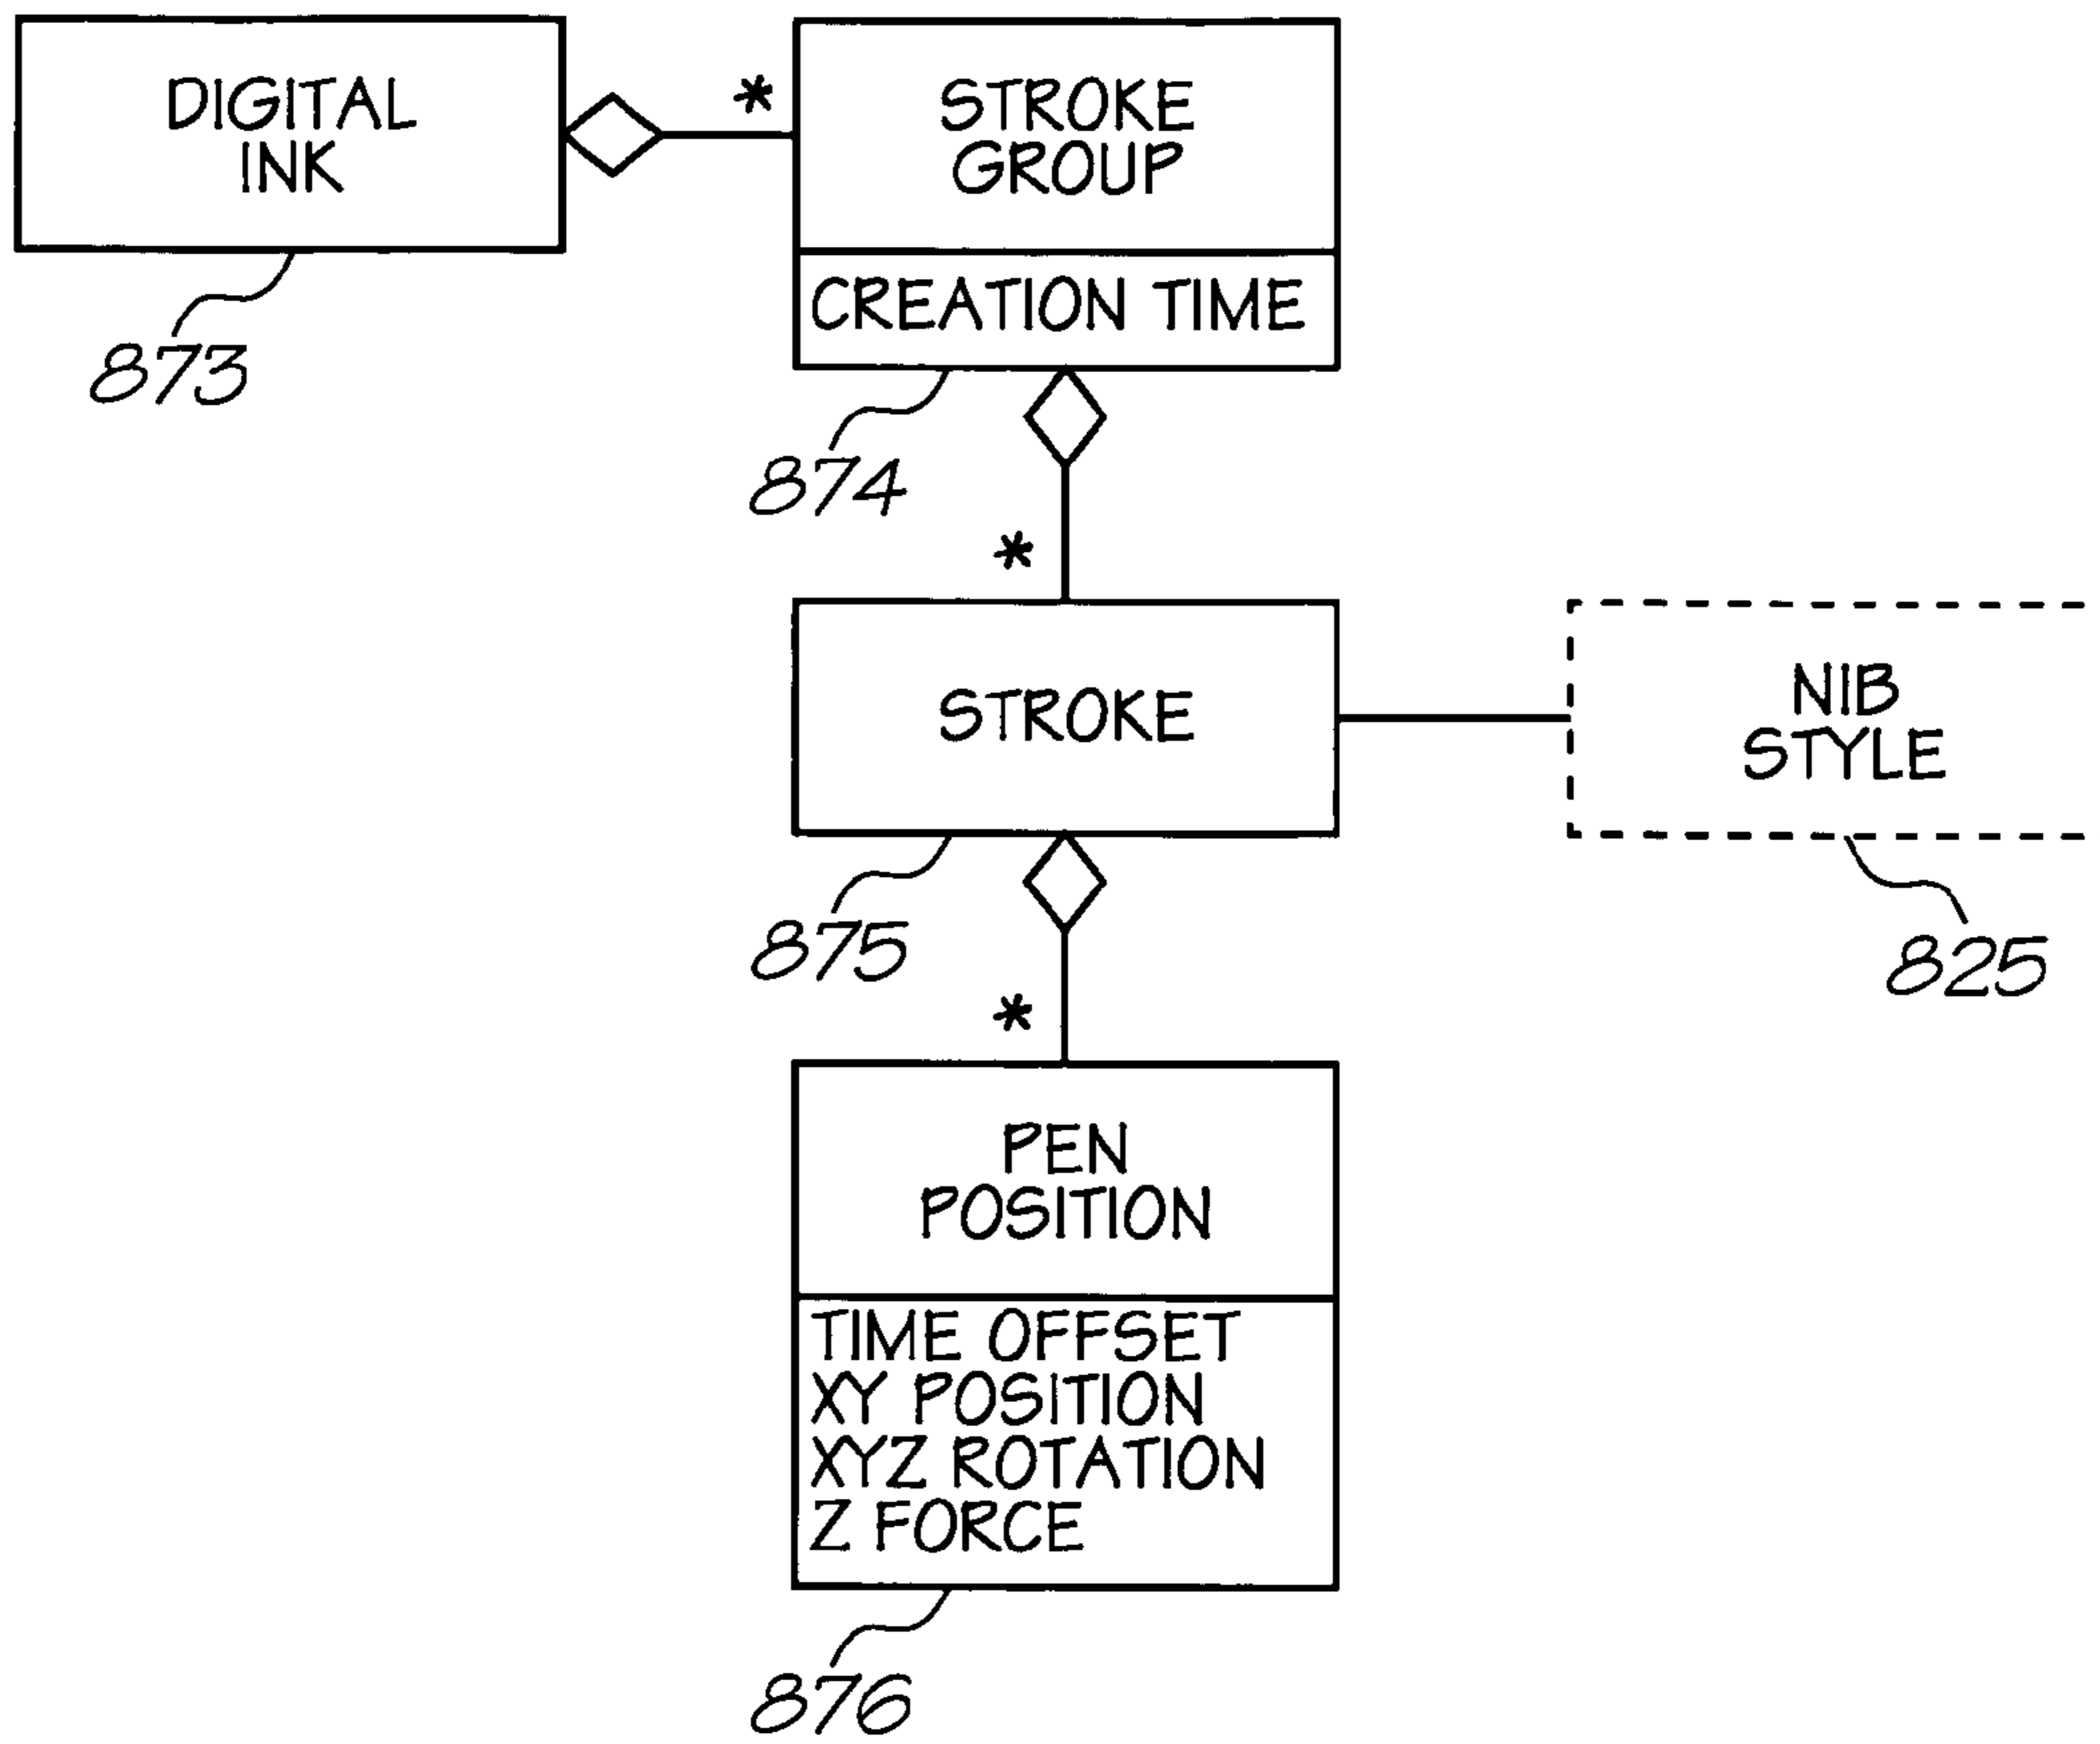 DIGITAL
INK
*
STROKE
GROUP
CREATION TIME
873
874
*
STROKE
NIB
STYLE
875
825
*
PEN
POSITION
TIME OFFSET
XY POSITION
XYZ ROTATION
Z FORCE
876